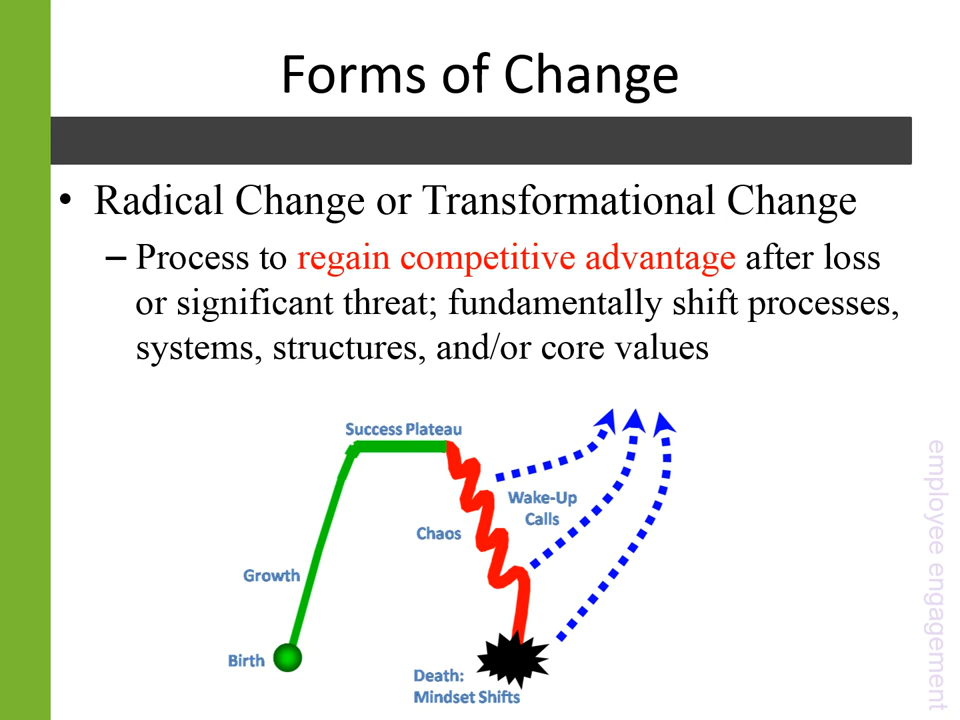 Forms of Change
• Radical Change or Transformational Change
– Process to regain competitive advantage after loss
or significant threat; fundamentally shift processes,
systems, structures, and/or core values
Success Plateau
Wake-Up
Calls
Chaos
Growth
Birth
Death:
Mindset Shifts
employee engagement